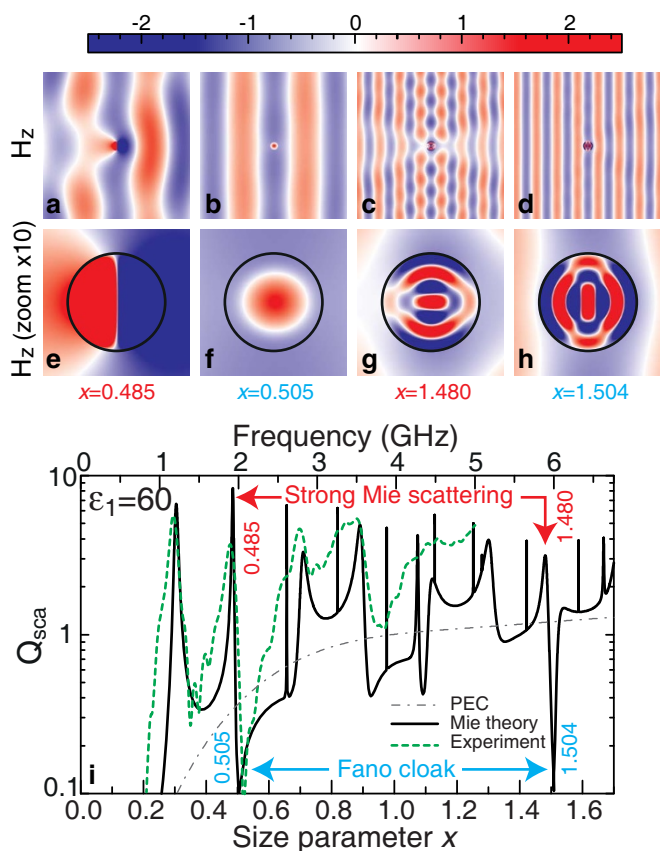 -2 -1 0 1 2
Hz
a b c d
Hz (zoom x10)
e f g h
x=0.485 x=0.505 x=1.480 x=1.504
Frequency (GHz)
0 1 2 3 4 5 6
10
ε1=60
Strong Mie scattering
0.485
1.480
Qsca
1
PEC
Mie theory
Experiment
0.505
Fano cloak
1.504
i
0.1
0.0 0.2 0.4 0.6 0.8 1.0 1.2 1.4 1.6
Size parameter x